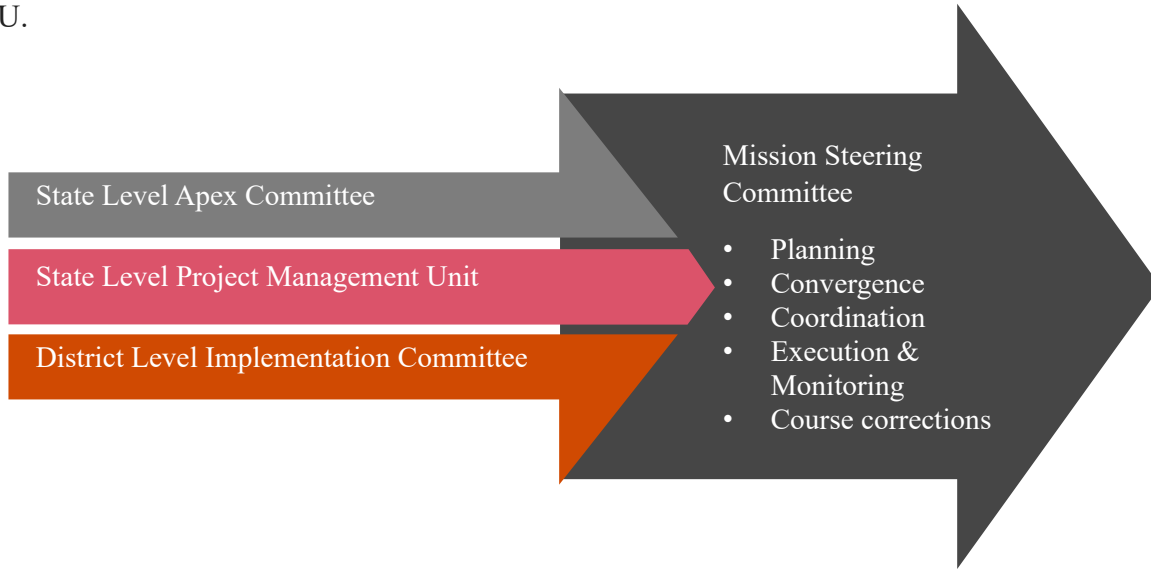 U.
State Level Apex Committee
State Level Project Management Unit
District Level Implementation Committee
Mission Steering
Committee
• Planning
• Convergence
• Coordination
• Execution &
Monitoring
• Course corrections